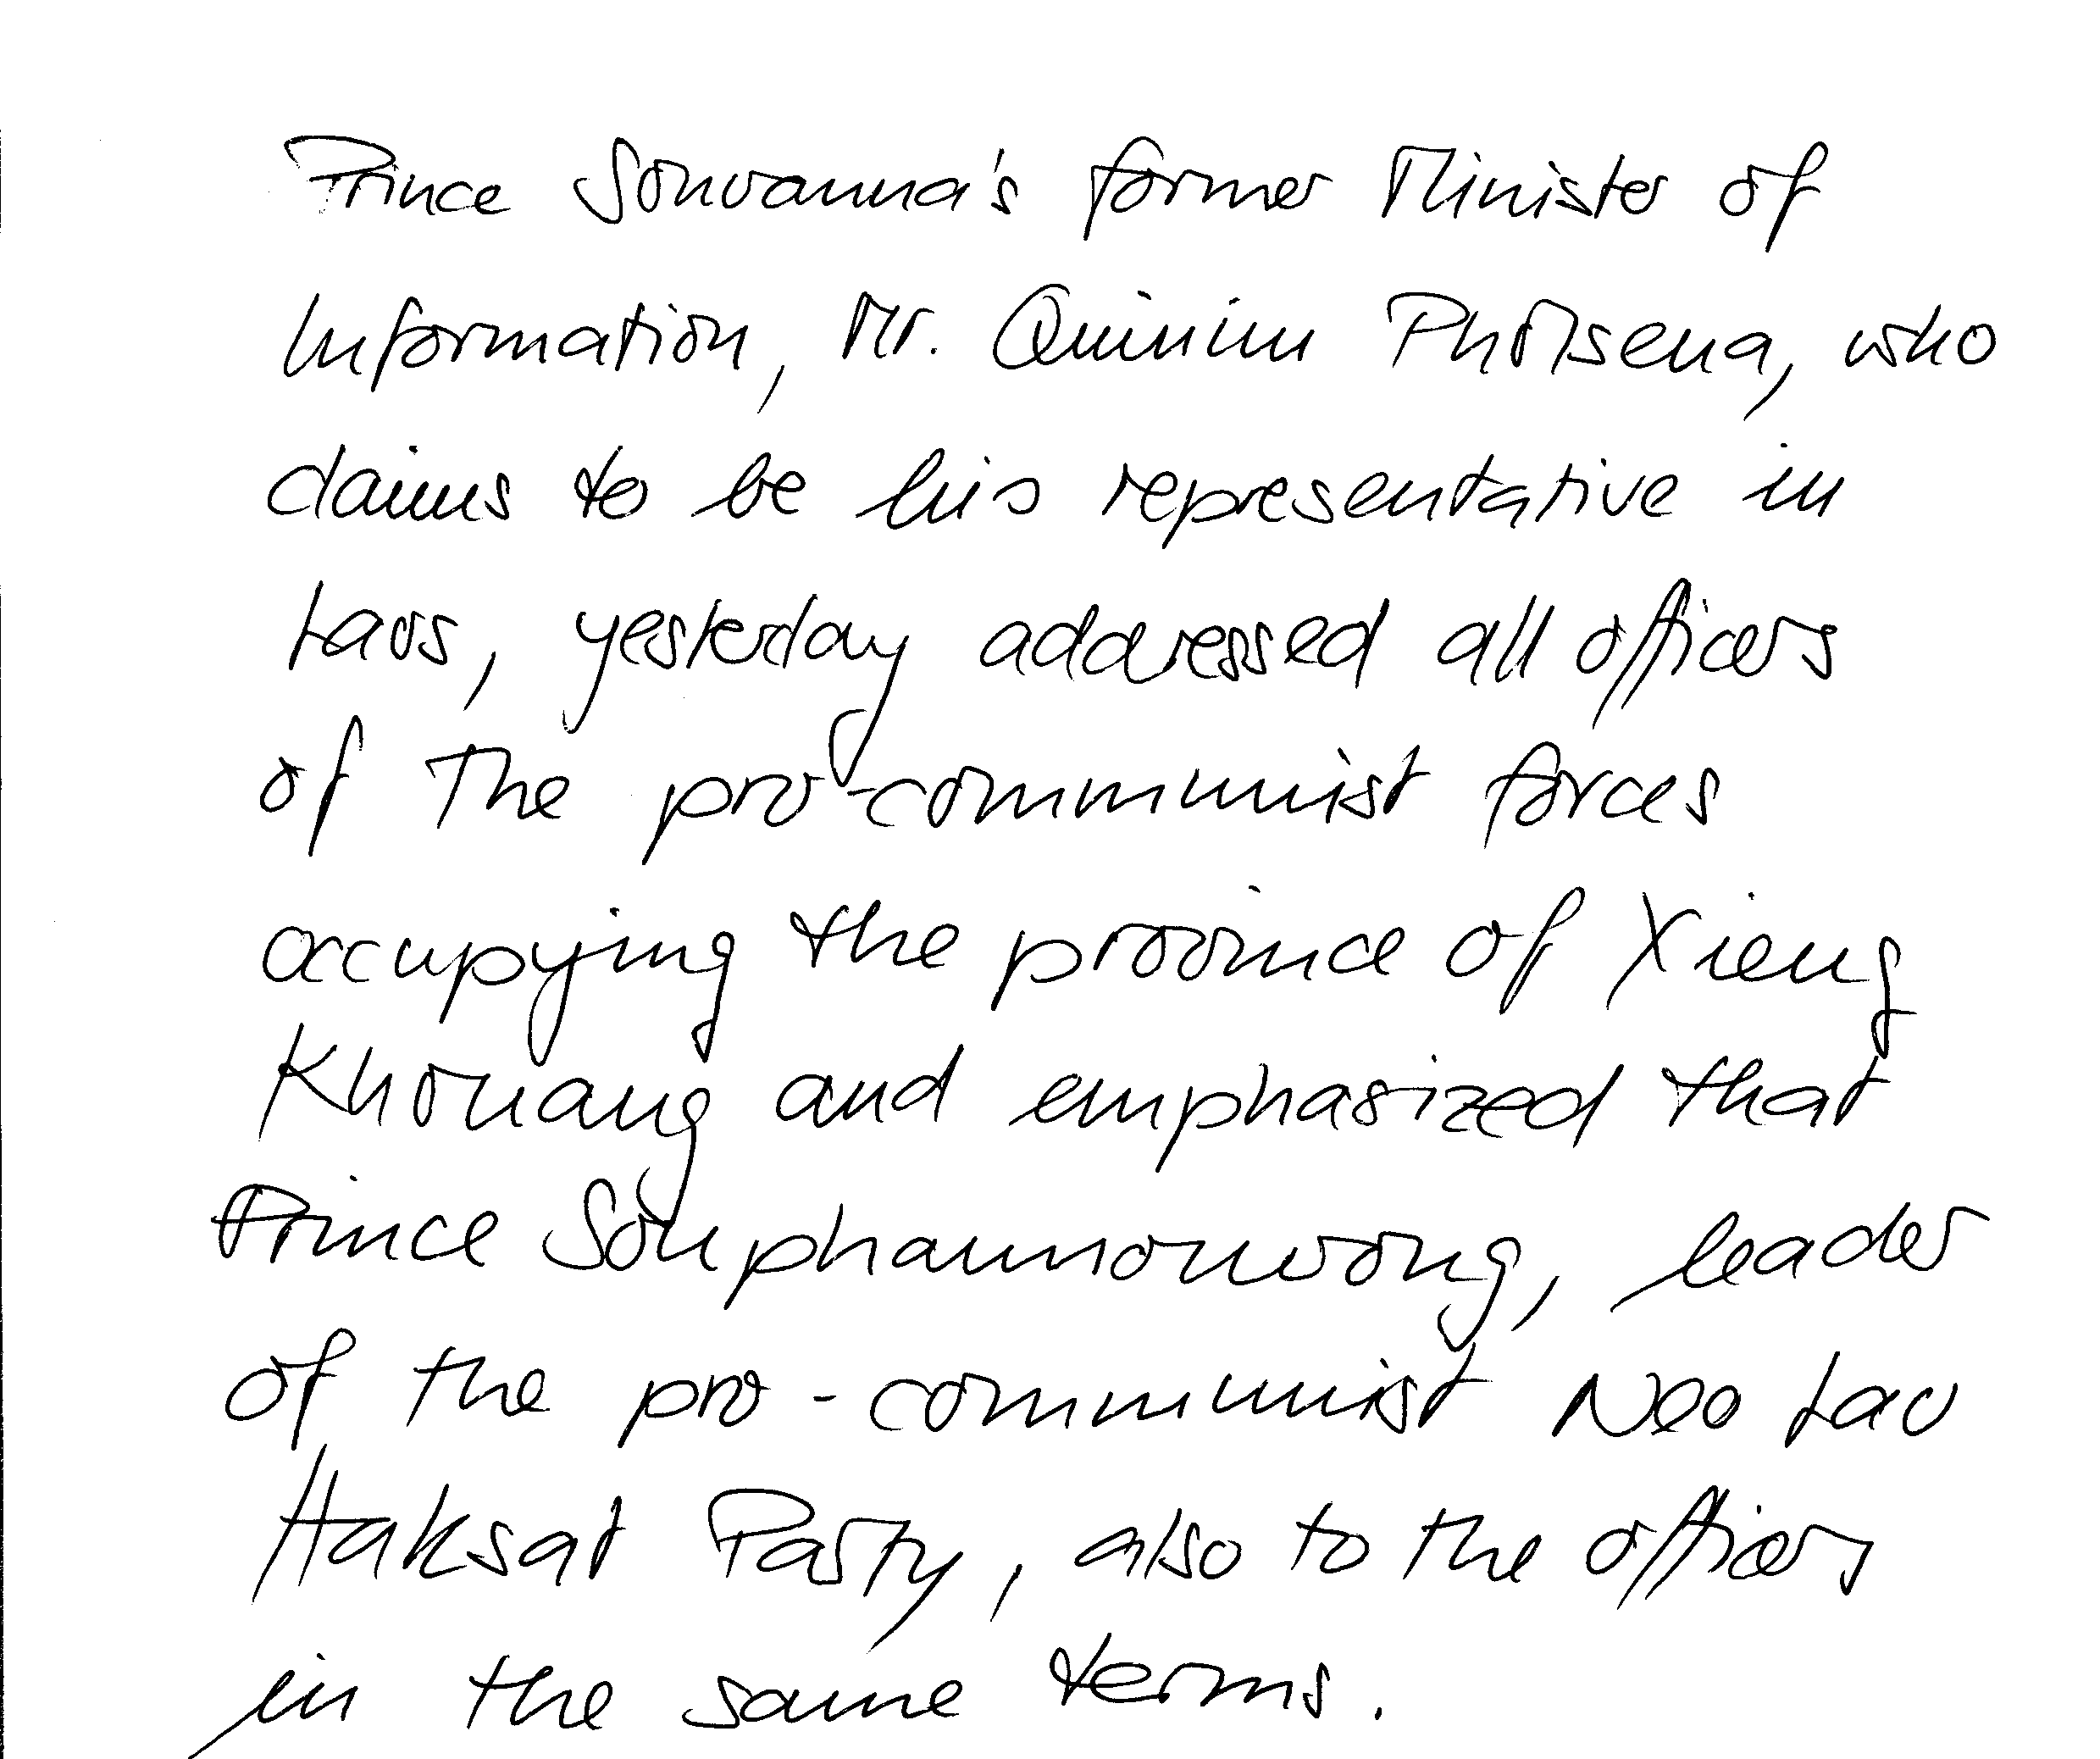 Prince Souvanna's former Minister of
Information, Mr. Quinim Pholsena, who
claims to be his representative in
Laos, yesterday addressed all officers
of the pro-communist forces
occupying the province of Xieng
Khouang and emphasized that
Prince Souphannouvong, leader
of the pro-communist Neo Lao
Haksat Party, also to the officers
in the same terms.